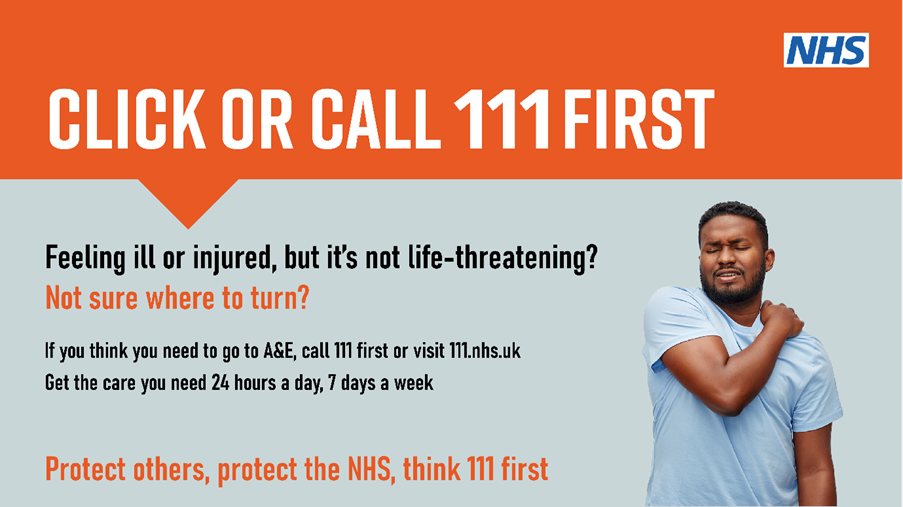 NHS
CLICK OR CALL 111 FIRST
Feeling ill or injured, but it's not life-threatening?
Not sure where to turn?
If you think you need to go to A&E, call 111 first or visit 111.nhs.uk
Get the care you need 24 hours a day, 7 days a week
Protect others, protect the NHS, think 111 first